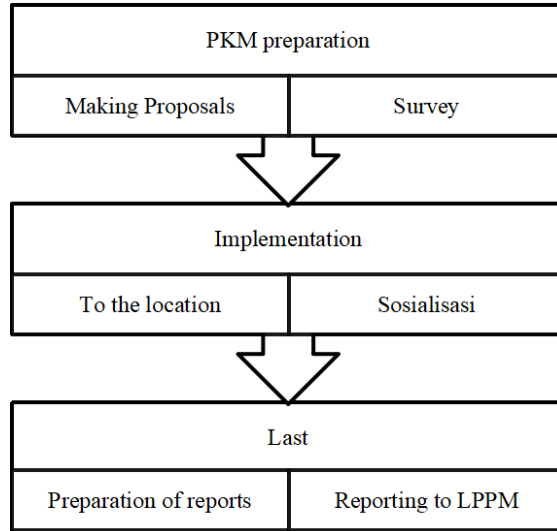 PKM preparation
Making Proposals
Survey
Implementation
To the location
Sosialisasi
Last
Preparation of reports
Reporting to LPPM